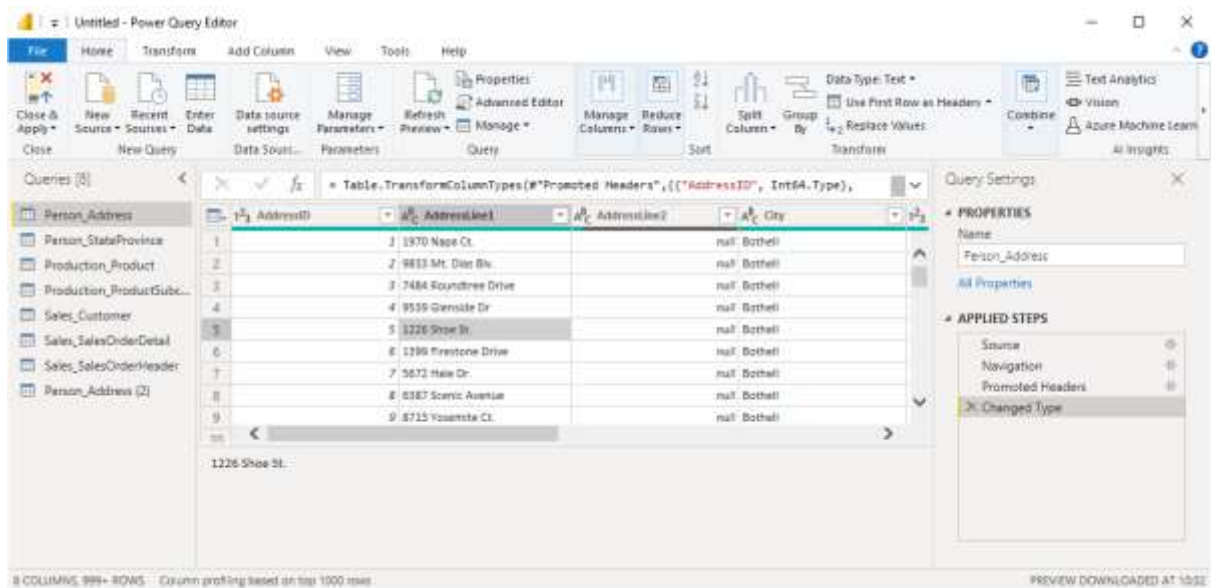 Untitled - Power Query Editor
File Home Transform Add Column View Tools Help
Close & Apply
New Source
Recent Sources
Enter Data
Data source settings
Manage Parameters
Refresh Preview
Properties
Advanced Editor
Manage
Manage Columns
Reduce Rows
Split Column
Group By
Data Type: Text
Use First Row as Headers
Replace Values
Combine
Text Analytics
Vision
Azure Machine Learn
Close New Query Data Sourc... Parameters Query Sort Transform AI Insights
Queries [8]
= Table.TransformColumnTypes(#"Promoted Headers",{{"AddressID", Int64.Type},
Query Settings
Person_Address
Person_StateProvince
Production_Product
Production_ProductSubc...
Sales_Customer
Sales_SalesOrderDetail
Sales_SalesOrderHeader
Person_Address (2)
AddressID AddressLine1 AddressLine2 City
1 1 1970 Napa Ct. null Bothell
2 2 9833 Mt. Dias Blv. null Bothell
3 3 7484 Roundtree Drive null Bothell
4 4 9539 Glenside Dr null Bothell
5 5 1226 Shoe St. null Bothell
6 6 1399 Firestone Drive null Bothell
7 7 5672 Hale Dr. null Bothell
8 8 6387 Scenic Avenue null Bothell
9 9 8713 Yosemite Ct. null Bothell
10
1226 Shoe St.
PROPERTIES
Name
Person_Address
All Properties
APPLIED STEPS
Source
Navigation
Promoted Headers
Changed Type
8 COLUMNS, 999+ ROWS Column profiling based on top 1000 rows
PREVIEW DOWNLOADED AT 10:52